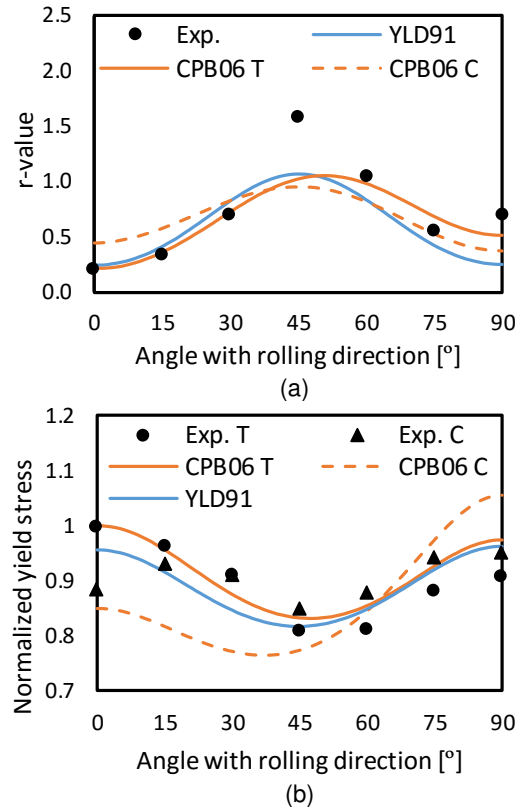 2.5
Exp. YLD91
2.0
CPB06 T CPB06 C
1.5
r-value
1.0
0.5
0.0
0 15 30 45 60 75 90
Angle with rolling direction [°]
(a)
1.2
Exp. T Exp. C
CPB06 T CPB06 C
1.1
YLD91
1
Normalized yield stress
0.9
0.8
0.7
0 15 30 45 60 75 90
Angle with rolling direction [°]
(b)